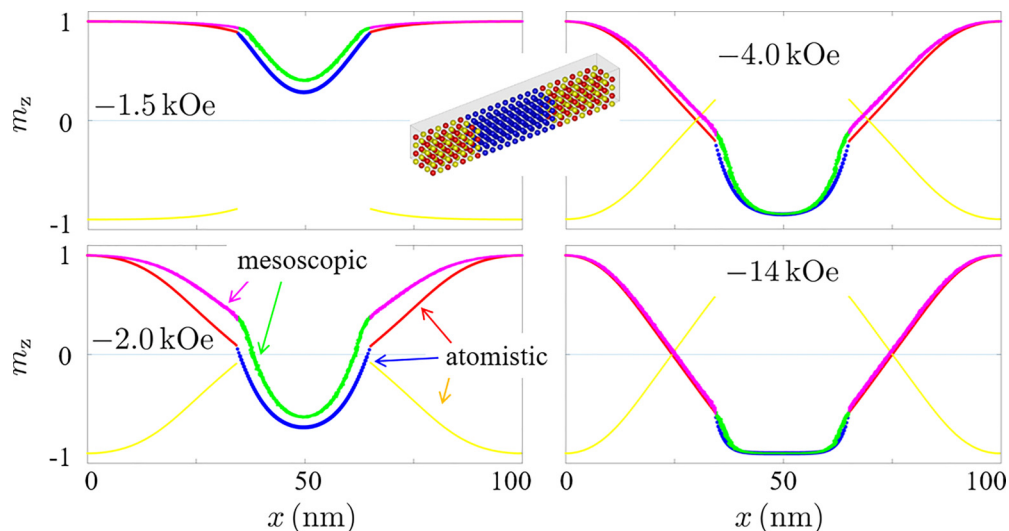 1
0
-1
m_z
−1.5 kOe
−4.0 kOe
1
0
-1
m_z
−2.0 kOe
mesoscopic
atomistic
−14 kOe
0
50
100
0
50
100
x (nm)
x (nm)